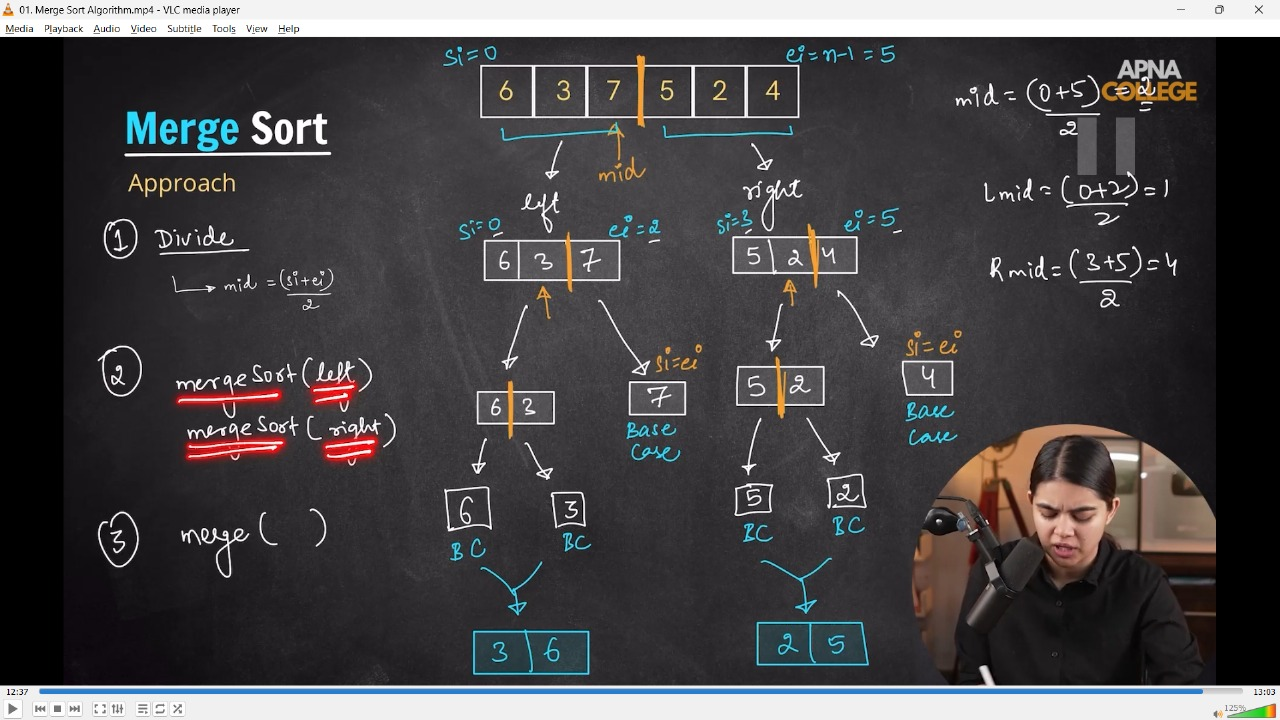 01. Merge Sort Algorithm.mp4 - VLC media player
Media Playback Audio Video Subtitle Tools View Help
si=0
ei=n-1=5
6 3 7 5 2 4
APNA
COLLEGE
mid = (0+5)/2 = 2
Merge Sort
Approach
mid
left
right
Lmid = (0+2)/2 = 1
① Divide
si=0
ei=2
si=3
ei=5
6 3 7
5 2 4
Rmid = (3+5)/2 = 4
mid = (si+ei)/2
② mergeSort(left)
mergeSort(right)
si=ei
si=ei
6 3
7
5 2
4
Base
Case
Base
Case
③ merge( )
6
3
5
2
BC
BC
BC
BC
3 6
2 5
12:37
13:03
125%